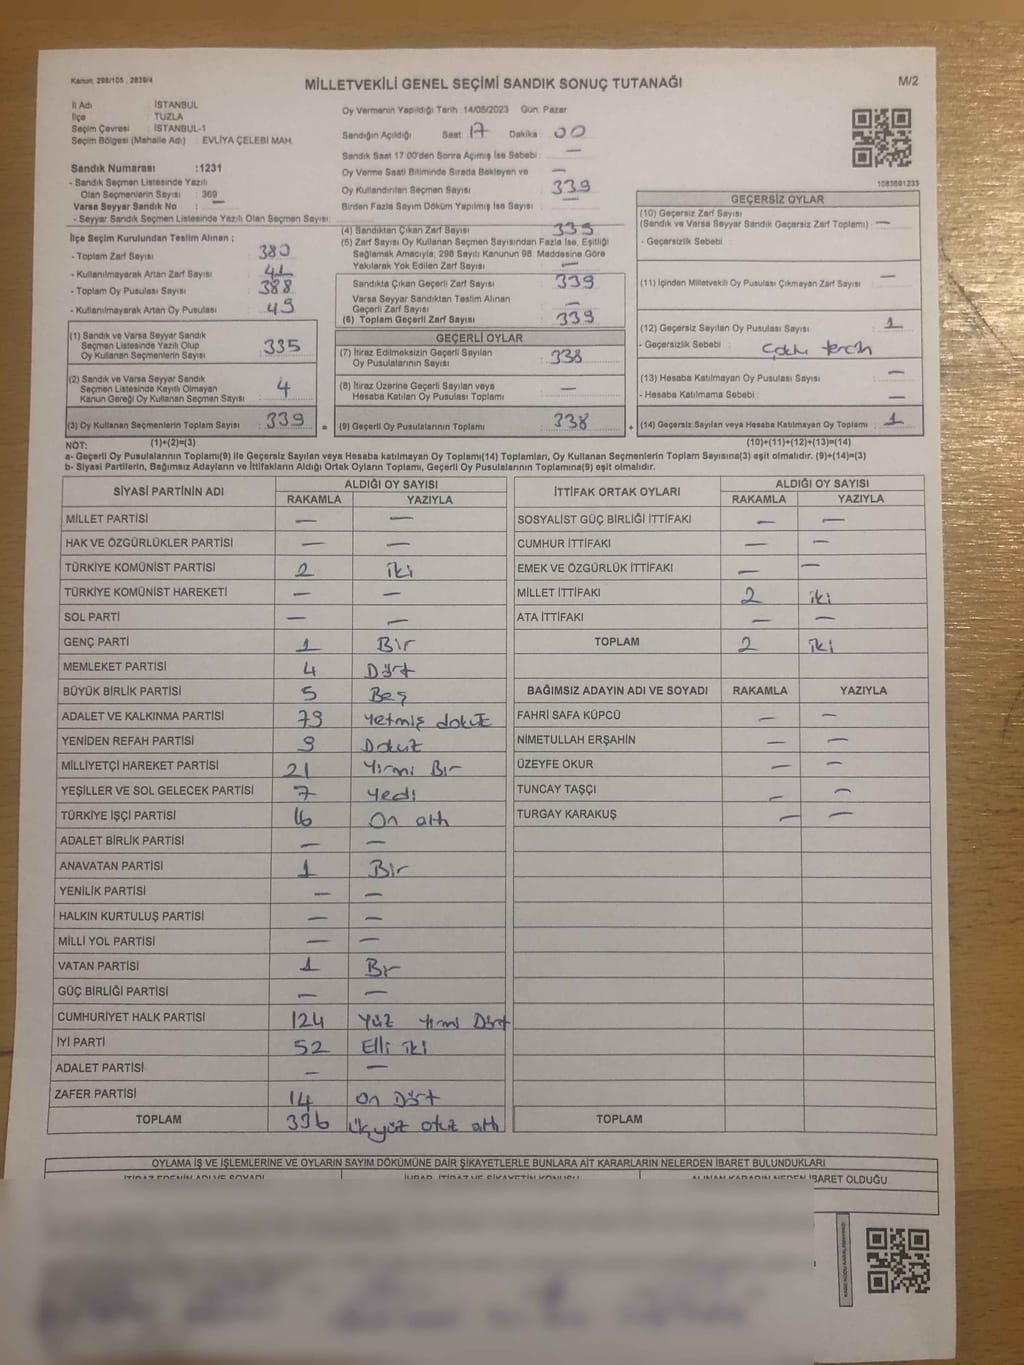 Kanun: 298/105 , 2839/4
MİLLETVEKİLİ GENEL SEÇİMİ SANDIK SONUÇ TUTANAĞI
M/2
İl Adı : İSTANBUL
İlçe : TUZLA
Seçim Çevresi : İSTANBUL-1
Seçim Bölgesi (Mahalle Adı) : EVLİYA ÇELEBİ MAH.
Sandık Numarası :1231
- Sandık Seçmen Listesinde Yazılı
Olan Seçmenlerin Sayısı : 369
Varsa Seyyar Sandık No : —
- Seyyar Sandık Seçmen Listesinde Yazılı Olan Seçmen Sayısı:
Oy Vermenin Yapıldığı Tarih :14/05/2023 Gün: Pazar
Sandığın Açıldığı Saat: 17 Dakika : 00
Sandık Saat 17:00'den Sonra Açımış İse Sebebi : —
Oy Verme Saati Bitiminde Sırada Bekleyen ve : —
Oy Kullandırılan Seçmen Sayısı : 339
Birden Fazla Sayım Döküm Yapılmış İse Sayısı : —
1083691233
İlçe Seçim Kurulundan Teslim Alınan ;
- Toplam Zarf Sayısı : 380
- Kullanılmayarak Artan Zarf Sayısı : 41
- Toplam Oy Pusulası Sayısı : 388
- Kullanılmayarak Artan Oy Pusulası : 49
(1) Sandık ve Varsa Seyyar Sandık
Seçmen Listesinde Yazılı Olup
Oy Kullanan Seçmenlerin Sayısı : 335
(2) Sandık ve Varsa Seyyar Sandık
Seçmen Listesinde Kayıtlı Olmayan
Kanun Gereği Oy Kullanan Seçmen Sayısı : 4
(3) Oy Kullanan Seçmenlerin Toplam Sayısı : 339
(4) Sandıktan Çıkan Zarf Sayısı : 339
(5) Zarf Sayısı Oy Kullanan Seçmen Sayısından Fazla İse, Eşitliği
Sağlamak Amacıyla; 298 Sayılı Kanunun 98. Maddesine Göre
Yakılarak Yok Edilen Zarf Sayısı : —
Sandıkta Çıkan Geçerli Zarf Sayısı : 339
Varsa Seyyar Sandıktan Teslim Alınan
Geçerli Zarf Sayısı : —
(6) Toplam Geçerli Zarf Sayısı : 339
GEÇERLİ OYLAR
(7) İtiraz Edilmeksizin Geçerli Sayılan
Oy Pusulalarının Sayısı : 338
(8) İtiraz Üzerine Geçerli Sayılan veya
Hesaba Katılan Oy Pusulası Toplamı : —
(9) Geçerli Oy Pusulalarının Toplamı : 338
GEÇERSİZ OYLAR
(10) Geçersiz Zarf Sayısı
(Sandık ve Varsa Seyyar Sandık Geçersiz Zarf Toplamı) : —
- Geçersizlik Sebebi :
(11) İçinden Milletvekili Oy Pusulası Çıkmayan Zarf Sayısı : —
(12) Geçersiz Sayılan Oy Pusulası Sayısı : 1
- Geçersizlik Sebebi : tercih
(13) Hesaba Katılmayan Oy Pusulası Sayısı : —
- Hesaba Katılmama Sebebi : —
(14) Geçersiz Sayılan veya Hesaba Katılmayan Oy Toplamı : 1
NOT: (1)+(2)=(3) (10)+(11)+(12)+(13)=(14)
a- Geçerli Oy Pusulalarının Toplamı(9) ile Geçersiz Sayılan veya Hesaba katılmayan Oy Toplamı(14) Toplamları, Oy Kullanan Seçmenlerin Toplam Sayısına(3) eşit olmalıdır. (9)+(14)=(3)
b- Siyasi Partilerin, Bağımsız Adayların ve İttifakların Aldığı Ortak Oyların Toplamı, Geçerli Oy Pusulalarının Toplamına(9) eşit olmalıdır.
SİYASİ PARTİNİN ADI ALDIĞI OY SAYISI
RAKAMLA YAZIYLA
MİLLET PARTİSİ — —
HAK VE ÖZGÜRLÜKLER PARTİSİ — —
TÜRKİYE KOMÜNİST PARTİSİ 2 iki
TÜRKİYE KOMÜNİST HAREKETİ — —
SOL PARTİ — —
GENÇ PARTİ 1 Bir
MEMLEKET PARTİSİ 4 Dört
BÜYÜK BİRLİK PARTİSİ 5 Beş
ADALET VE KALKINMA PARTİSİ 79 Yetmiş dokuz
YENİDEN REFAH PARTİSİ 9 Dokuz
MİLLİYETÇİ HAREKET PARTİSİ 21 Yirmi Bir
YEŞİLLER VE SOL GELECEK PARTİSİ 7 Yedi
TÜRKİYE İŞÇİ PARTİSİ 16 On altı
ADALET BİRLİK PARTİSİ — —
ANAVATAN PARTİSİ 1 Bir
YENİLİK PARTİSİ — —
HALKIN KURTULUŞ PARTİSİ — —
MİLLİ YOL PARTİSİ — —
VATAN PARTİSİ 1 Bir
GÜÇ BİRLİĞİ PARTİSİ — —
CUMHURİYET HALK PARTİSİ 124 Yüz Yirmi Dört
İYİ PARTİ 52 Elli iki
ADALET PARTİSİ — —
ZAFER PARTİSİ 14 On Dört
TOPLAM 336 üçyüz otuz altı
İTTİFAK ORTAK OYLARI ALDIĞI OY SAYISI
RAKAMLA YAZIYLA
SOSYALİST GÜÇ BİRLİĞİ İTTİFAKI — —
CUMHUR İTTİFAKI — —
EMEK VE ÖZGÜRLÜK İTTİFAKI — —
MİLLET İTTİFAKI 2 iki
ATA İTTİFAKI — —
TOPLAM 2 iki
BAĞIMSIZ ADAYIN ADI VE SOYADI RAKAMLA YAZIYLA
FAHRİ SAFA KÜPCÜ — —
NİMETULLAH ERŞAHİN — —
ÜZEYFE OKUR — —
TUNCAY TAŞÇI — —
TURGAY KARAKUŞ — —
TOPLAM
OYLAMA İŞ VE İŞLEMLERİNE VE OYLARIN SAYIM DÖKÜMÜNE DAİR ŞİKAYETLERLE BUNLARA AİT KARARLARIN NELERDEN İBARET BULUNDUKLARI
İTİRAZ EDENİN ADI VE SOYADI İHBAR, İTİRAZ VE ŞİKAYETİN KONUSU ALINAN KARARIN NEDEN İBARET OLDUĞU